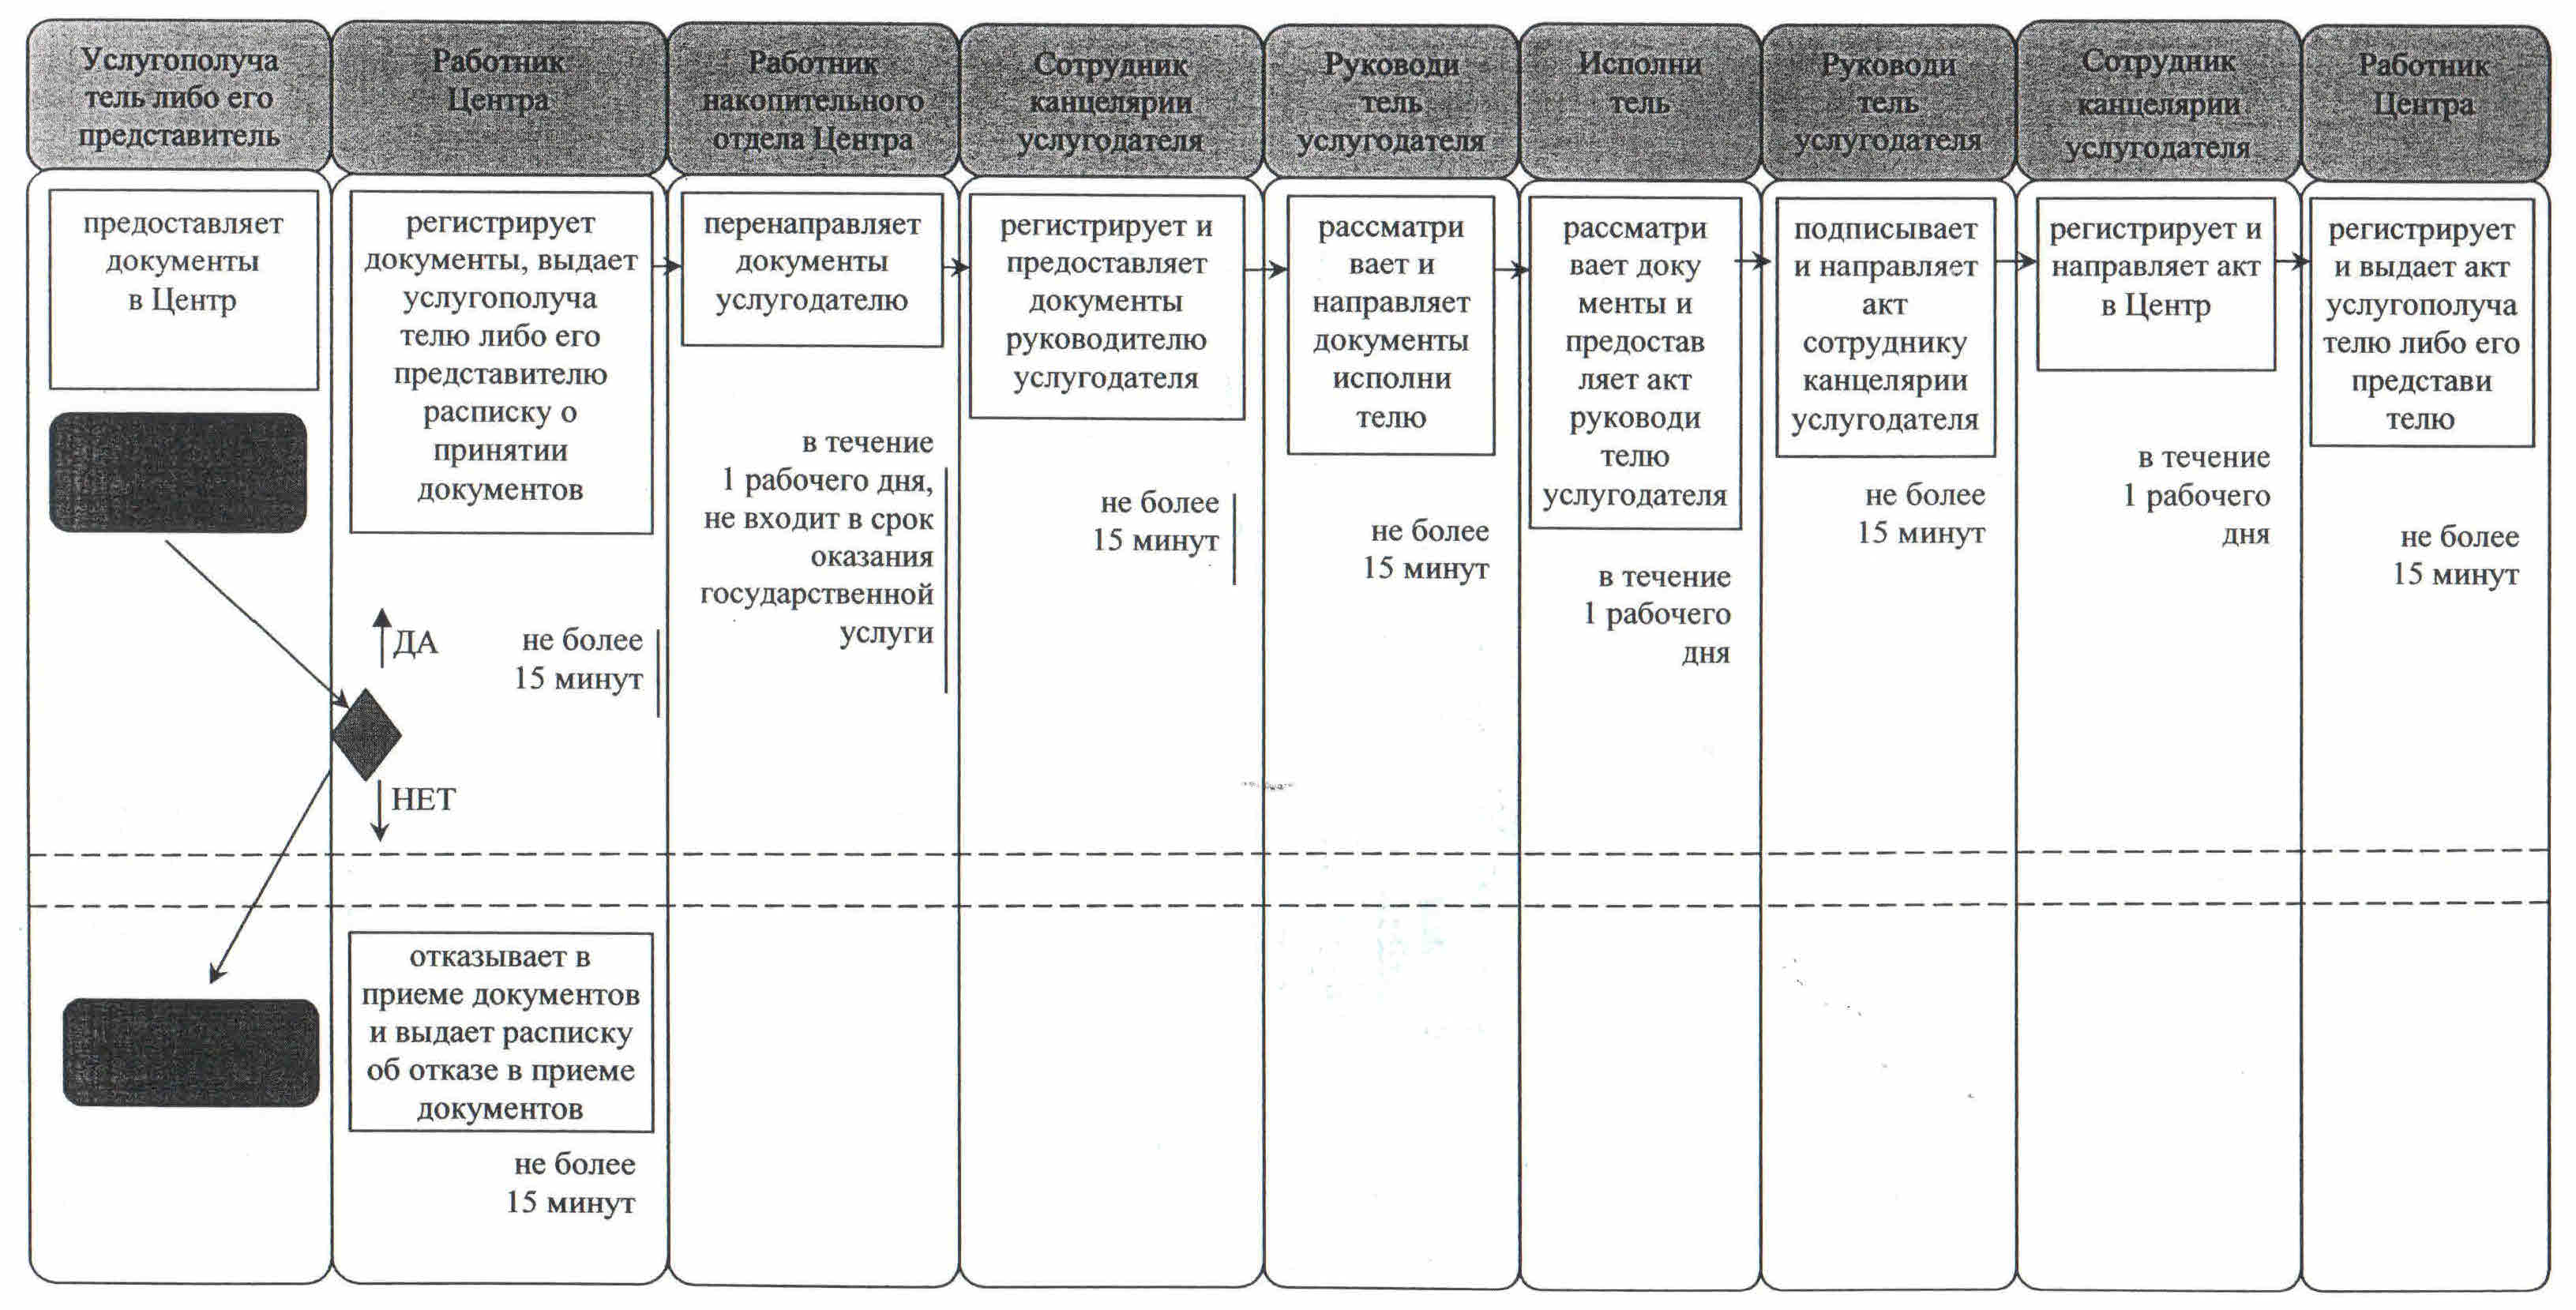 Услугополуча
тель либо его
представитель
Работник
Центра
Работник
накопительного
отдела Центра
Сотрудник
канцелярии
услугодателя
Руководи
тель
услугодателя
Исполни
тель
Руководи
тель
услугодателя
Сотрудник
канцелярии
услугодателя
Работник
Центра
предоставляет
документы
в Центр
регистрирует
документы, выдает
услугополуча
телю либо его
представителю
расписку о
принятии
документов
ДА
не более
15 минут
НЕТ
отказывает в
приеме документов
и выдает расписку
об отказе в приеме
документов
не более
15 минут
перенаправляет
документы
услугодателю
в течение
1 рабочего дня,
не входит в срок
оказания
государственной
услуги
регистрирует и
предоставляет
документы
руководителю
услугодателя
не более
15 минут
рассматри
вает и
направляет
документы
исполни
телю
не более
15 минут
рассматри
вает доку
менты и
предостав
ляет акт
руководи
телю
услугодателя
в течение
1 рабочего
дня
подписывает
и направляет
акт
сотруднику
канцелярии
услугодателя
не более
15 минут
регистрирует и
направляет акт
в Центр
в течение
1 рабочего
дня
регистрирует
и выдает акт
услугополуча
телю либо его
представи
телю
не более
15 минут